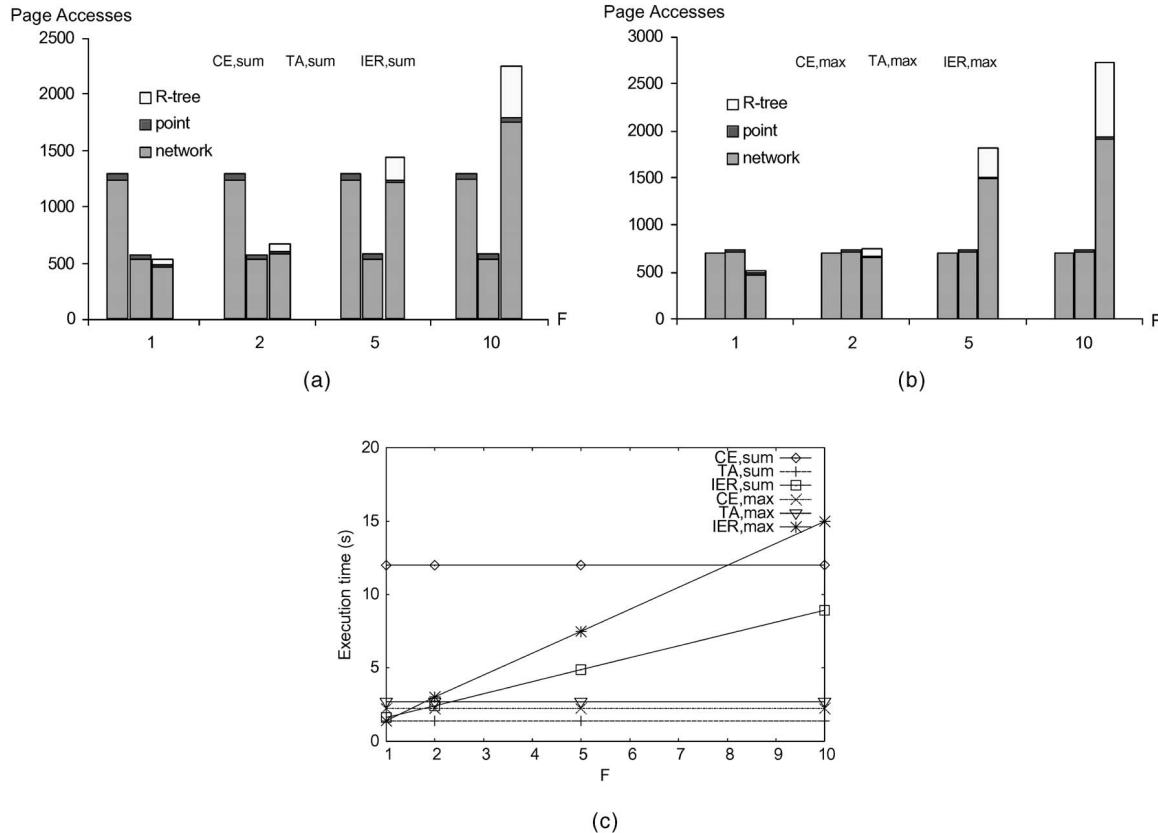 Page Accesses
2500
2000
1500
1000
500
0
CE,sum TA,sum IER,sum
R-tree
point
network
1 2 5 10 F
(a)
Page Accesses
3000
2500
2000
1500
1000
500
0
CE,max TA,max IER,max
R-tree
point
network
1 2 5 10 F
(b)
20
15
10
5
0
Execution time (s)
CE,sum
TA,sum
IER,sum
CE,max
TA,max
IER,max
1 2 3 4 5 6 7 8 9 10
F
(c)